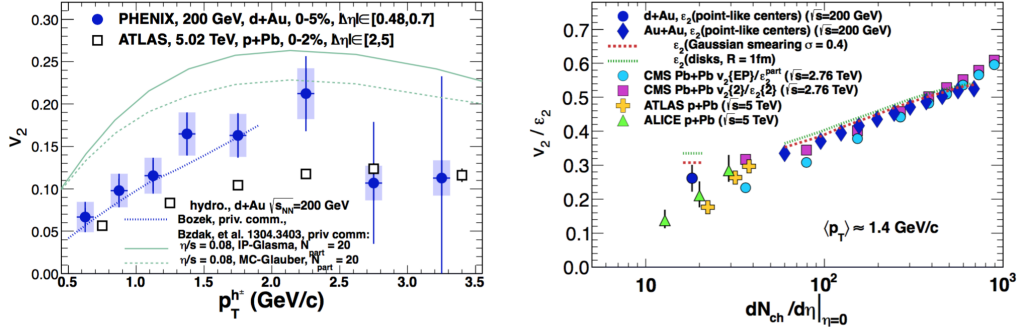 PHENIX, 200 GeV, d+Au, 0-5%, |Δη|∈[0.48,0.7]
ATLAS, 5.02 TeV, p+Pb, 0-2%, |Δη|∈[2,5]
0.30
0.25
0.20
0.15
0.10
0.05
0.00
v2
hydro., d+Au √sNN=200 GeV
Bozek, priv. comm.,
Bzdak, et al. 1304.3403, priv comm:
η/s = 0.08, IP-Glasma, Npart = 20
η/s = 0.08, MC-Glauber, Npart = 20
0.5 1.0 1.5 2.0 2.5 3.0 3.5
pTh± (GeV/c)
d+Au, ε2(point-like centers) (√s=200 GeV)
Au+Au, ε2(point-like centers) (√s=200 GeV)
ε2(Gaussian smearing σ = 0.4)
ε2(disks, R = 1fm)
CMS Pb+Pb v2{EP}/ε2part (√s=2.76 TeV)
CMS Pb+Pb v2{2}/ε2{2} (√s=2.76 TeV)
ATLAS p+Pb (√s=5 TeV)
ALICE p+Pb (√s=5 TeV)
0.8
0.7
0.6
0.5
0.4
0.3
0.2
0.1
0.0
v2 / ε2
⟨pT⟩ ≈ 1.4 GeV/c
10 10² 10³
dNch/dη|η=0